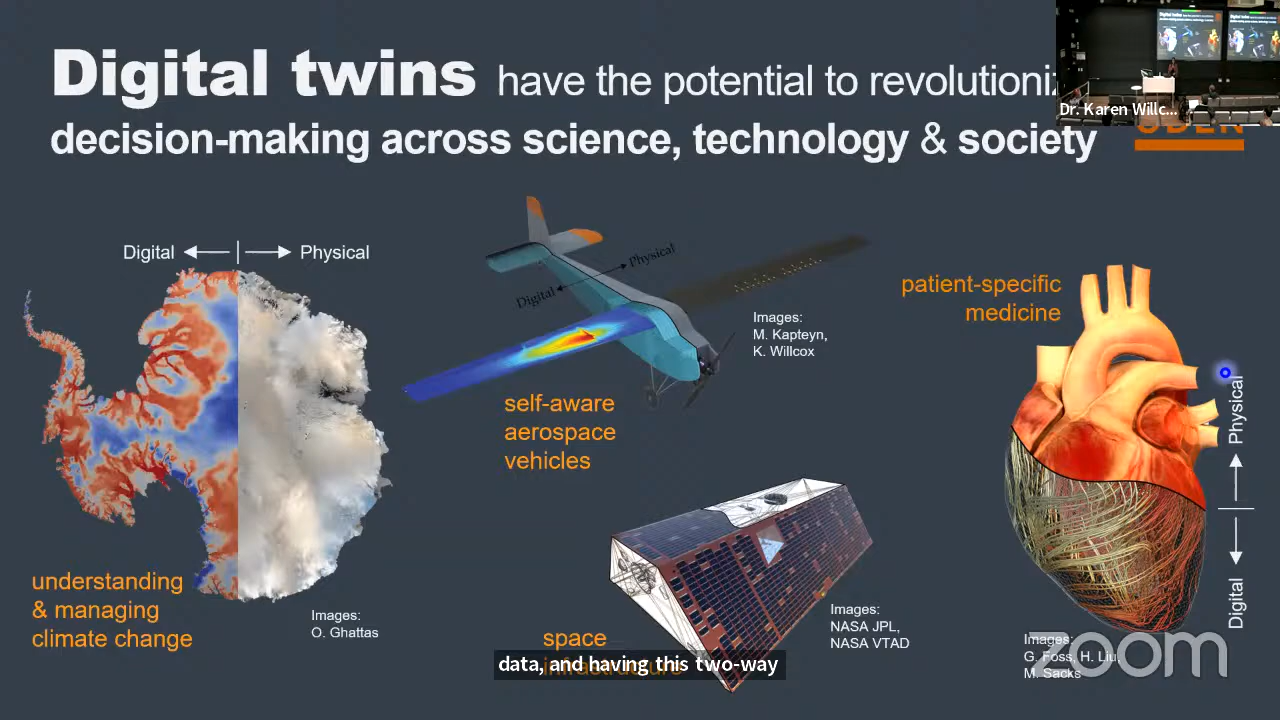 Digital twins have the potential to revolutioniz
decision-making across science, technology & society
Dr. Karen Willc...
ODEN
Digital
Physical
understanding
& managing
climate change
Images:
O. Ghattas
Digital
Physical
Images:
M. Kapteyn,
K. Willcox
self-aware
aerospace
vehicles
space
infrastructure
Images:
NASA JPL,
NASA VTAD
patient-specific
medicine
Physical
Digital
Images:
G. Foss, H. Liu,
M. Sacks
data, and having this two-way
zoom